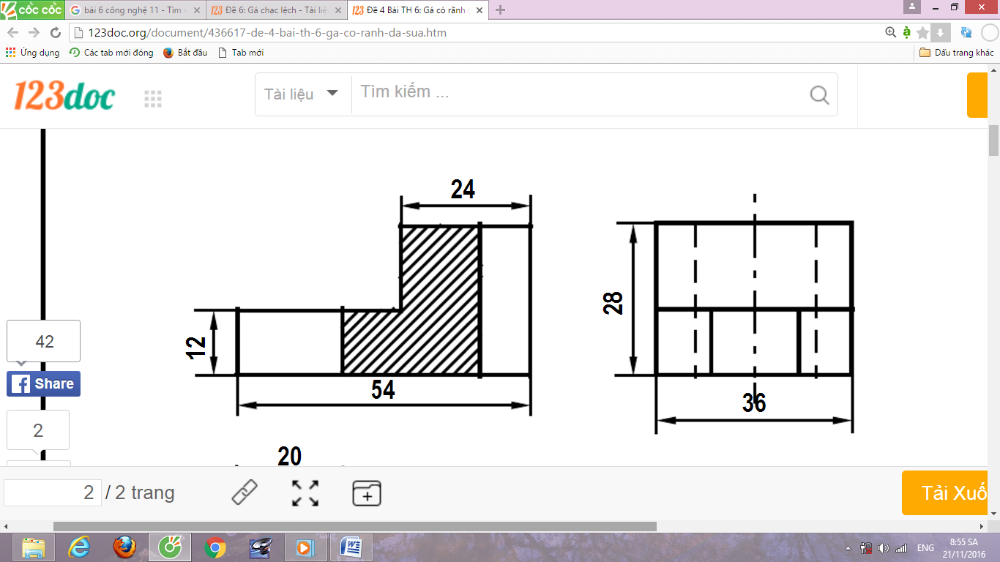 cốc cốc
bài 6 công nghệ 11 - Tìm
123 Đề 6: Gá chạc lệch - Tài liệ
123 Đề 4 Bài TH 6: Gá có rãnh
123doc.org/document/436617-de-4-bai-th-6-ga-co-ranh-da-sua.htm
Ứng dụng
Các tab mới đóng
Bắt đầu
Tab mới
Dấu trang khác
123doc
Tài liệu
Tìm kiếm ...
24
28
12
42
Share
54
36
2
20
2 / 2 trang
Tải Xuố
ENG
8:55 SA
21/11/2016